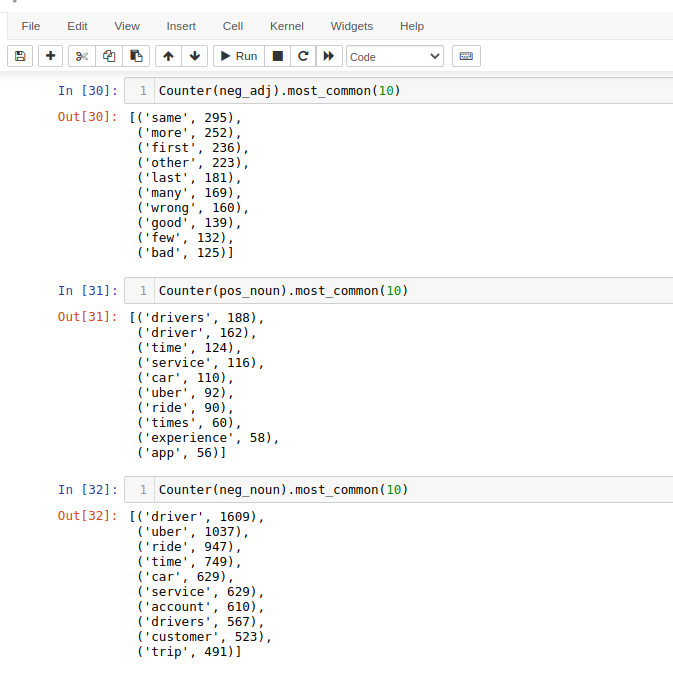 File Edit View Insert Cell Kernel Widgets Help
Run Code
In [30]: 1 Counter(neg_adj).most_common(10)
Out[30]: [('same', 295),
('more', 252),
('first', 236),
('other', 223),
('last', 181),
('many', 169),
('wrong', 160),
('good', 139),
('few', 132),
('bad', 125)]
In [31]: 1 Counter(pos_noun).most_common(10)
Out[31]: [('drivers', 188),
('driver', 162),
('time', 124),
('service', 116),
('car', 110),
('uber', 92),
('ride', 90),
('times', 60),
('experience', 58),
('app', 56)]
In [32]: 1 Counter(neg_noun).most_common(10)
Out[32]: [('driver', 1609),
('uber', 1037),
('ride', 947),
('time', 749),
('car', 629),
('service', 629),
('account', 610),
('drivers', 567),
('customer', 523),
('trip', 491)]